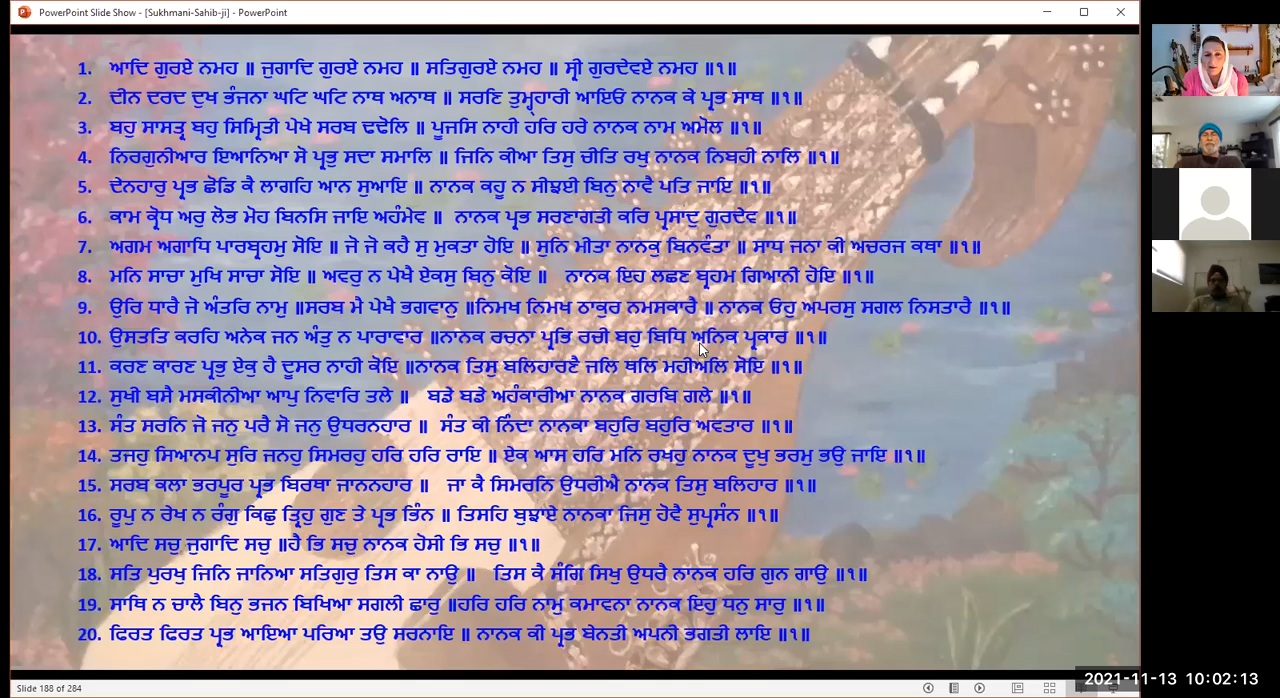 PowerPoint Slide Show - [Sukhmani-Sahib-ji] - PowerPoint
1. ਆਦਿ ਗੁਰਏ ਨਮਹ ॥ ਜੁਗਾਦਿ ਗੁਰਏ ਨਮਹ ॥ ਸਤਿਗੁਰਏ ਨਮਹ ॥ ਸ੍ਰੀ ਗੁਰਦੇਵਏ ਨਮਹ ॥੧॥
2. ਦੀਨ ਦਰਦ ਦੁਖ ਭੰਜਨਾ ਘਟਿ ਘਟਿ ਨਾਥ ਅਨਾਥ ॥ ਸਰਣਿ ਤੁਮ੍ਹਾਰੀ ਆਇਓ ਨਾਨਕ ਕੇ ਪ੍ਰਭ ਸਾਥ ॥੧॥
3. ਬਹੁ ਸਾਸਤ੍ਰ ਬਹੁ ਸਿਮ੍ਰਿਤੀ ਪੇਖੇ ਸਰਬ ਢਢੋਲਿ ॥ ਪੂਜਸਿ ਨਾਹੀ ਹਰਿ ਹਰੇ ਨਾਨਕ ਨਾਮ ਅਮੋਲ ॥੧॥
4. ਨਿਰਗੁਨੀਆਰ ਇਆਨਿਆ ਸੋ ਪ੍ਰਭੁ ਸਦਾ ਸਮਾਲਿ ॥ ਜਿਨਿ ਕੀਆ ਤਿਸੁ ਚੀਤਿ ਰਖੁ ਨਾਨਕ ਨਿਬਹੀ ਨਾਲਿ ॥੧॥
5. ਦੇਨਹਾਰੁ ਪ੍ਰਭ ਛੋਡਿ ਕੈ ਲਾਗਹਿ ਆਨ ਸੁਆਇ ॥ ਨਾਨਕ ਕਹੂ ਨ ਸੀਝਈ ਬਿਨੁ ਨਾਵੈ ਪਤਿ ਜਾਇ ॥੧॥
6. ਕਾਮ ਕ੍ਰੋਧ ਅਰੁ ਲੋਭ ਮੋਹ ਬਿਨਸਿ ਜਾਇ ਅਹੰਮੇਵ ॥ ਨਾਨਕ ਪ੍ਰਭ ਸਰਣਾਗਤੀ ਕਰਿ ਪ੍ਰਸਾਦੁ ਗੁਰਦੇਵ ॥੧॥
7. ਅਗਮ ਅਗਾਧਿ ਪਾਰਬ੍ਰਹਮੁ ਸੋਇ ॥ ਜੋ ਜੋ ਕਹੈ ਸੁ ਮੁਕਤਾ ਹੋਇ ॥ ਸੁਨਿ ਮੀਤਾ ਨਾਨਕੁ ਬਿਨਵੰਤਾ ॥ ਸਾਧ ਜਨਾ ਕੀ ਅਚਰਜ ਕਥਾ ॥੧॥
8. ਮਨਿ ਸਾਚਾ ਮੁਖਿ ਸਾਚਾ ਸੋਇ ॥ ਅਵਰੁ ਨ ਪੇਖੈ ਏਕਸੁ ਬਿਨੁ ਕੋਇ ॥ ਨਾਨਕ ਇਹ ਲਛਣ ਬ੍ਰਹਮ ਗਿਆਨੀ ਹੋਇ ॥੧॥
9. ਉਰਿ ਧਾਰੈ ਜੋ ਅੰਤਰਿ ਨਾਮੁ ॥ਸਰਬ ਮੈ ਪੇਖੈ ਭਗਵਾਨੁ ॥ਨਿਮਖ ਨਿਮਖ ਠਾਕੁਰ ਨਮਸਕਾਰੈ ॥ ਨਾਨਕ ਓਹੁ ਅਪਰਸੁ ਸਗਲ ਨਿਸਤਾਰੈ ॥੧॥
10. ਉਸਤਤਿ ਕਰਹਿ ਅਨੇਕ ਜਨ ਅੰਤੁ ਨ ਪਾਰਾਵਾਰ ॥ਨਾਨਕ ਰਚਨਾ ਪ੍ਰਭਿ ਰਚੀ ਬਹੁ ਬਿਧਿ ਅਨਿਕ ਪ੍ਰਕਾਰ ॥੧॥
11. ਕਰਣ ਕਾਰਣ ਪ੍ਰਭੁ ਏਕੁ ਹੈ ਦੂਸਰ ਨਾਹੀ ਕੋਇ ॥ਨਾਨਕ ਤਿਸੁ ਬਲਿਹਾਰਣੈ ਜਲਿ ਥਲਿ ਮਹੀਅਲਿ ਸੋਇ ॥੧॥
12. ਸੁਖੀ ਬਸੈ ਮਸਕੀਨੀਆ ਆਪੁ ਨਿਵਾਰਿ ਤਲੇ ॥ ਬਡੇ ਬਡੇ ਅਹੰਕਾਰੀਆ ਨਾਨਕ ਗਰਬਿ ਗਲੇ ॥੧॥
13. ਸੰਤ ਸਰਨਿ ਜੋ ਜਨੁ ਪਰੈ ਸੋ ਜਨੁ ਉਧਰਨਹਾਰ ॥ ਸੰਤ ਕੀ ਨਿੰਦਾ ਨਾਨਕਾ ਬਹੁਰਿ ਬਹੁਰਿ ਅਵਤਾਰ ॥੧॥
14. ਤਜਹੁ ਸਿਆਨਪ ਸੁਰਿ ਜਨਹੁ ਸਿਮਰਹੁ ਹਰਿ ਹਰਿ ਰਾਇ ॥ ਏਕ ਆਸ ਹਰਿ ਮਨਿ ਰਖਹੁ ਨਾਨਕ ਦੂਖੁ ਭਰਮੁ ਭਉ ਜਾਇ ॥੧॥
15. ਸਰਬ ਕਲਾ ਭਰਪੂਰ ਪ੍ਰਭ ਬਿਰਥਾ ਜਾਨਨਹਾਰ ॥ ਜਾ ਕੈ ਸਿਮਰਨਿ ਉਧਰੀਐ ਨਾਨਕ ਤਿਸੁ ਬਲਿਹਾਰ ॥੧॥
16. ਰੂਪੁ ਨ ਰੇਖ ਨ ਰੰਗੁ ਕਿਛੁ ਤ੍ਰਿਹੁ ਗੁਣ ਤੇ ਪ੍ਰਭ ਭਿੰਨ ॥ ਤਿਸਹਿ ਬੁਝਾਏ ਨਾਨਕਾ ਜਿਸੁ ਹੋਵੈ ਸੁਪ੍ਰਸੰਨ ॥੧॥
17. ਆਦਿ ਸਚੁ ਜੁਗਾਦਿ ਸਚੁ ॥ਹੈ ਭਿ ਸਚੁ ਨਾਨਕ ਹੋਸੀ ਭਿ ਸਚੁ ॥੧॥
18. ਸਤਿ ਪੁਰਖੁ ਜਿਨਿ ਜਾਨਿਆ ਸਤਿਗੁਰੁ ਤਿਸ ਕਾ ਨਾਉ ॥ ਤਿਸ ਕੈ ਸੰਗਿ ਸਿਖੁ ਉਧਰੈ ਨਾਨਕ ਹਰਿ ਗੁਨ ਗਾਉ ॥੧॥
19. ਸਾਥਿ ਨ ਚਾਲੈ ਬਿਨੁ ਭਜਨ ਬਿਖਿਆ ਸਗਲੀ ਛਾਰੁ ॥ਹਰਿ ਹਰਿ ਨਾਮੁ ਕਮਾਵਨਾ ਨਾਨਕ ਇਹੁ ਧਨੁ ਸਾਰੁ ॥੧॥
20. ਫਿਰਤ ਫਿਰਤ ਪ੍ਰਭ ਆਇਆ ਪਰਿਆ ਤਉ ਸਰਨਾਇ ॥ ਨਾਨਕ ਕੀ ਪ੍ਰਭ ਬੇਨਤੀ ਅਪਨੀ ਭਗਤੀ ਲਾਇ ॥੧॥
Slide 188 of 284
2021-11-13 10:02:13